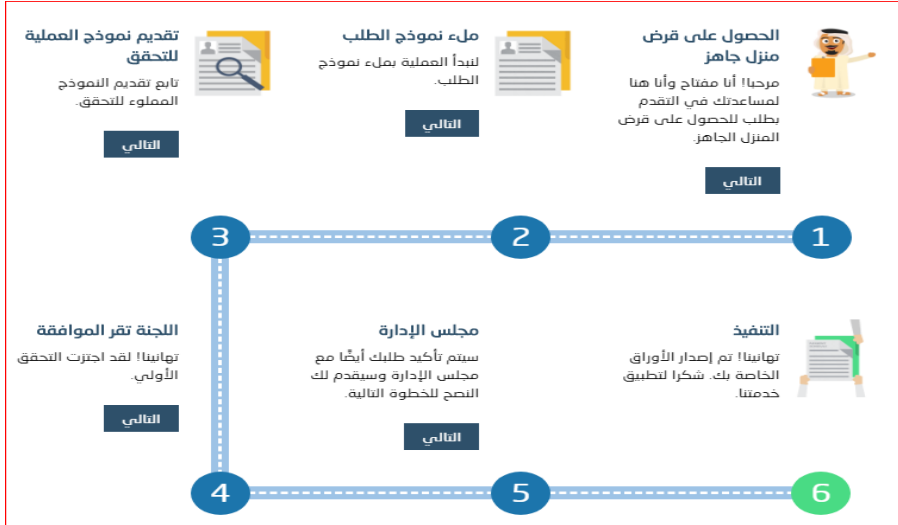 الحصول على قرض
منزل جاهز
مرحبا! أنا مفتاح وأنا هنا
لمساعدتك في التقدم
بطلب للحصول على قرض
المنزل الجاهز.
التالي
ملء نموذج الطلب
لنبدأ العملية بملء نموذج
الطلب.
التالي
تقديم نموذج العملية
للتحقق
تابع تقديم النموذج
المملوء للتحقق.
التالي
1
2
3
اللجنة تقر الموافقة
تهانينا! لقد اجتزت التحقق
الأولي.
التالي
مجلس الإدارة
سيتم تأكيد طلبك أيضًا مع
مجلس الإدارة وسيقدم لك
النصح للخطوة التالية.
التالي
التنفيذ
تهانينا! تم إصدار الأوراق
الخاصة بك. شكرا لتطبيق
خدمتنا.
4
5
6